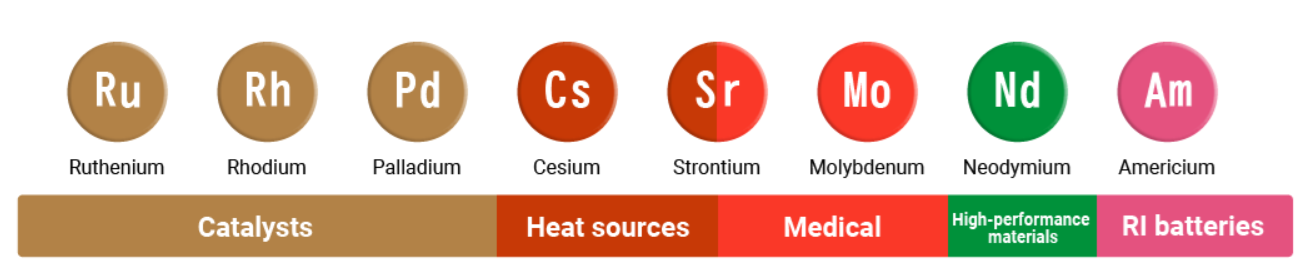 Ru Rh Pd Cs Sr Mo Nd Am
Ruthenium Rhodium Palladium Cesium Strontium Molybdenum Neodymium Americium
Catalysts Heat sources Medical High-performance materials RI batteries